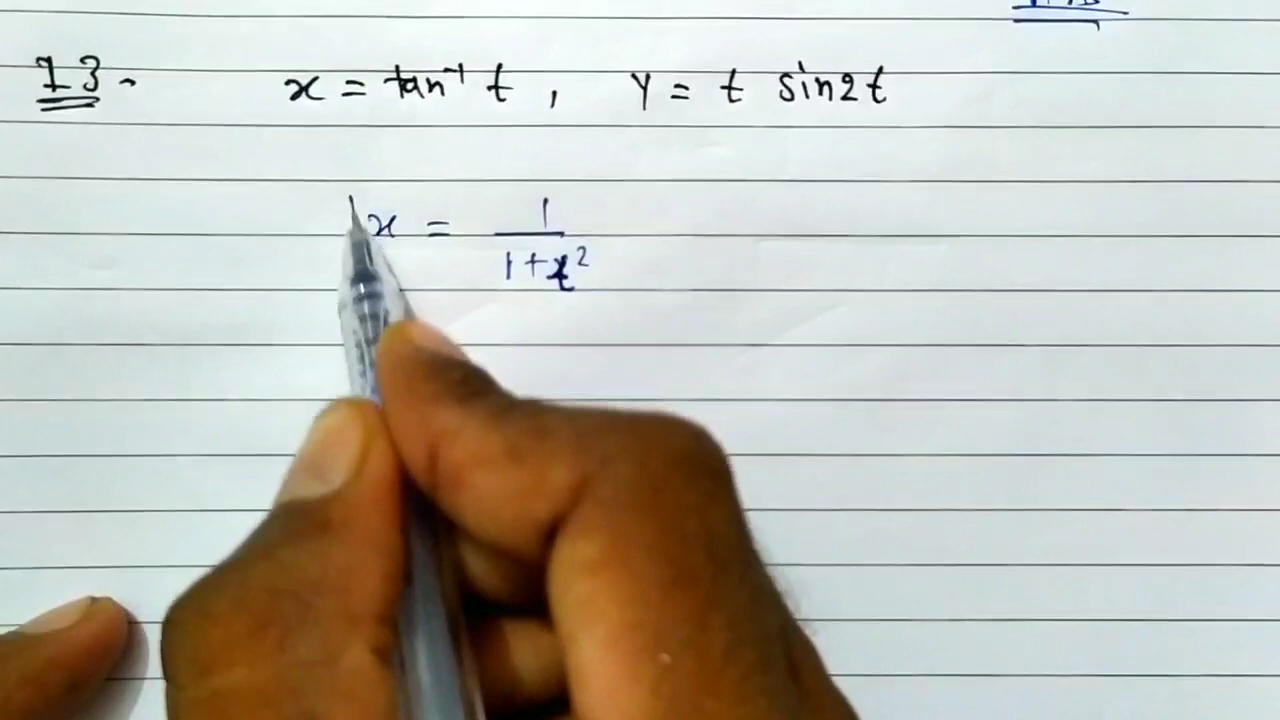 13. x = tan⁻¹ t , y = t sin2t
x = 1/(1+t²)